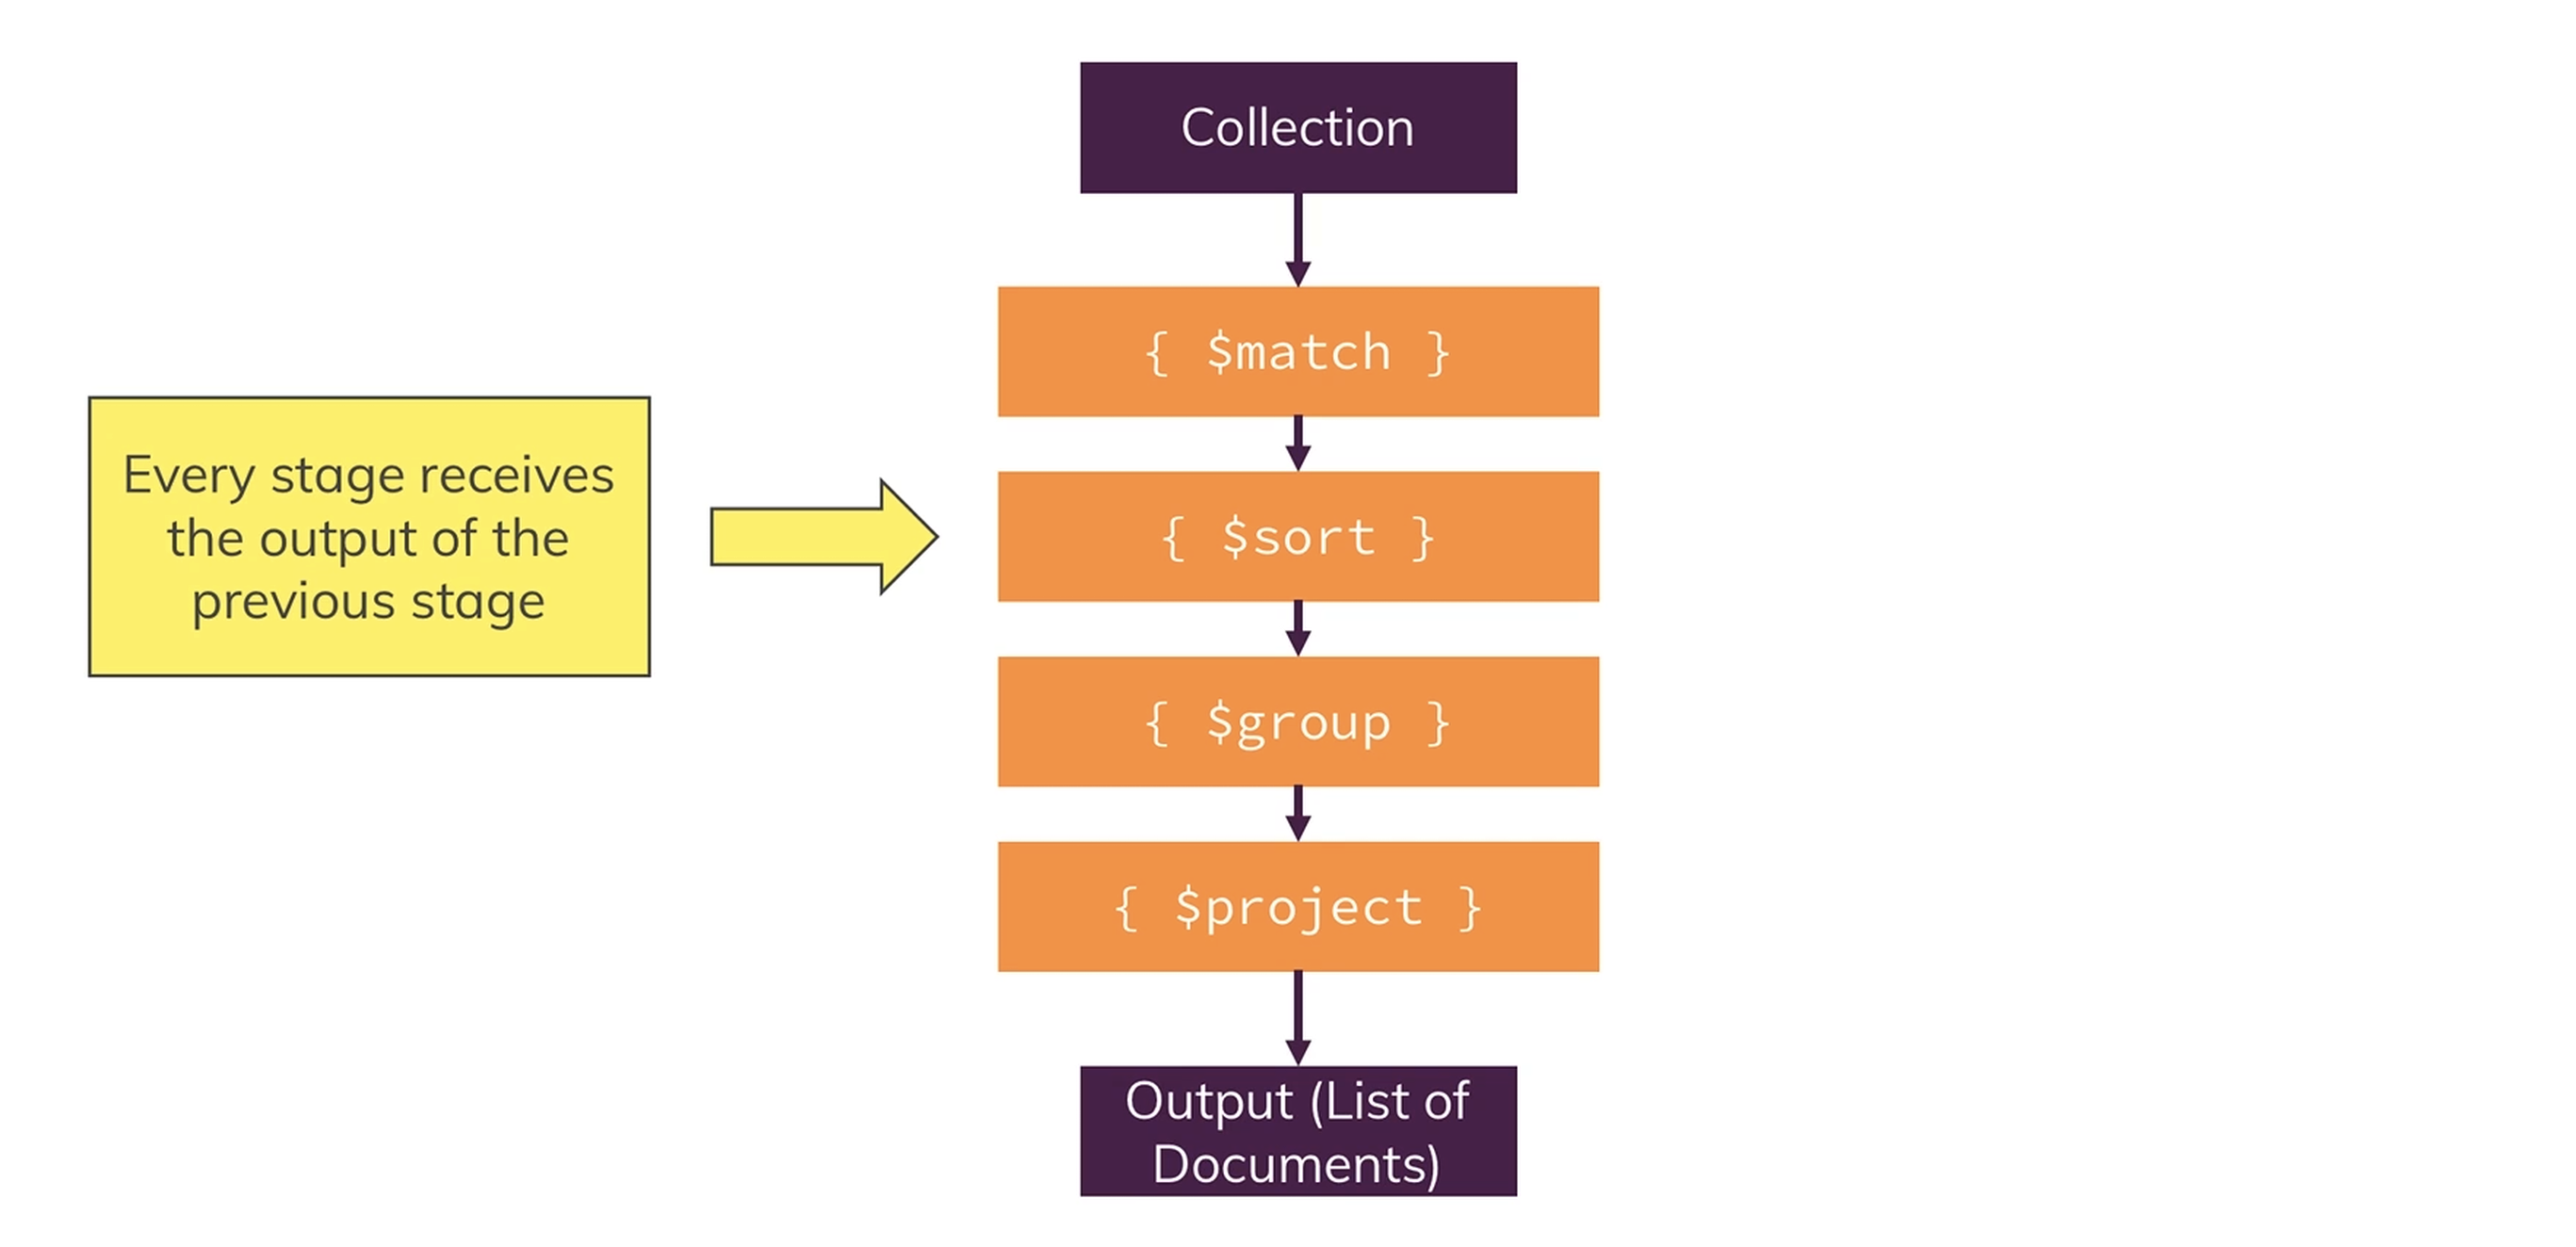 Collection
{ $match }
Every stage receives
the output of the
previous stage
{ $sort }
{ $group }
{ $project }
Output (List of
Documents)